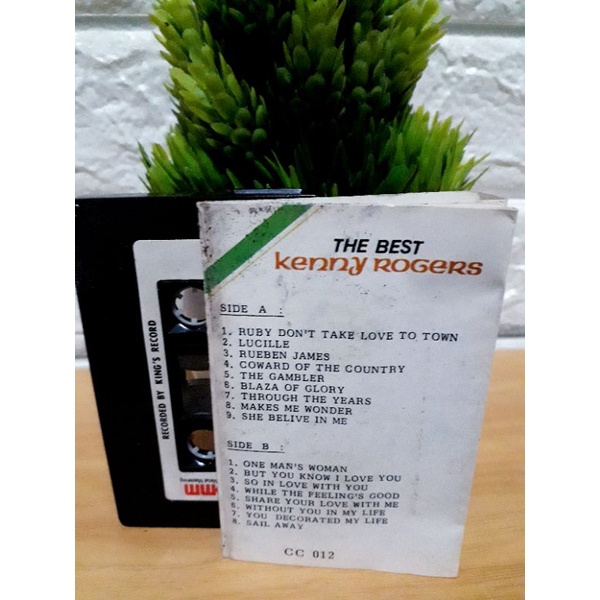 THE BEST
Kenny ROGERS
SIDE A :
1. RUBY DON'T TAKE LOVE TO TOWN
2. LUCILLE
3. RUEBEN JAMES
4. COWARD OF THE COUNTRY
5. THE GAMBLER
6. BLAZA OF GLORY
7. THROUGH THE YEARS
8. MAKES ME WONDER
9. SHE BELIVE IN ME
SIDE B :
1. ONE MAN'S WOMAN
2. BUT YOU KNOW I LOVE YOU
3. SO IN LOVE WITH YOU
4. WHILE THE FEELING'S GOOD
5. SHARE YOUR LOVE WITH ME
6. WITHOUT YOU IN MY LIFE
7. YOU DECORATED MY LIFE
8. SAIL AWAY
CC 012
RECORDED BY KING'S RECORD